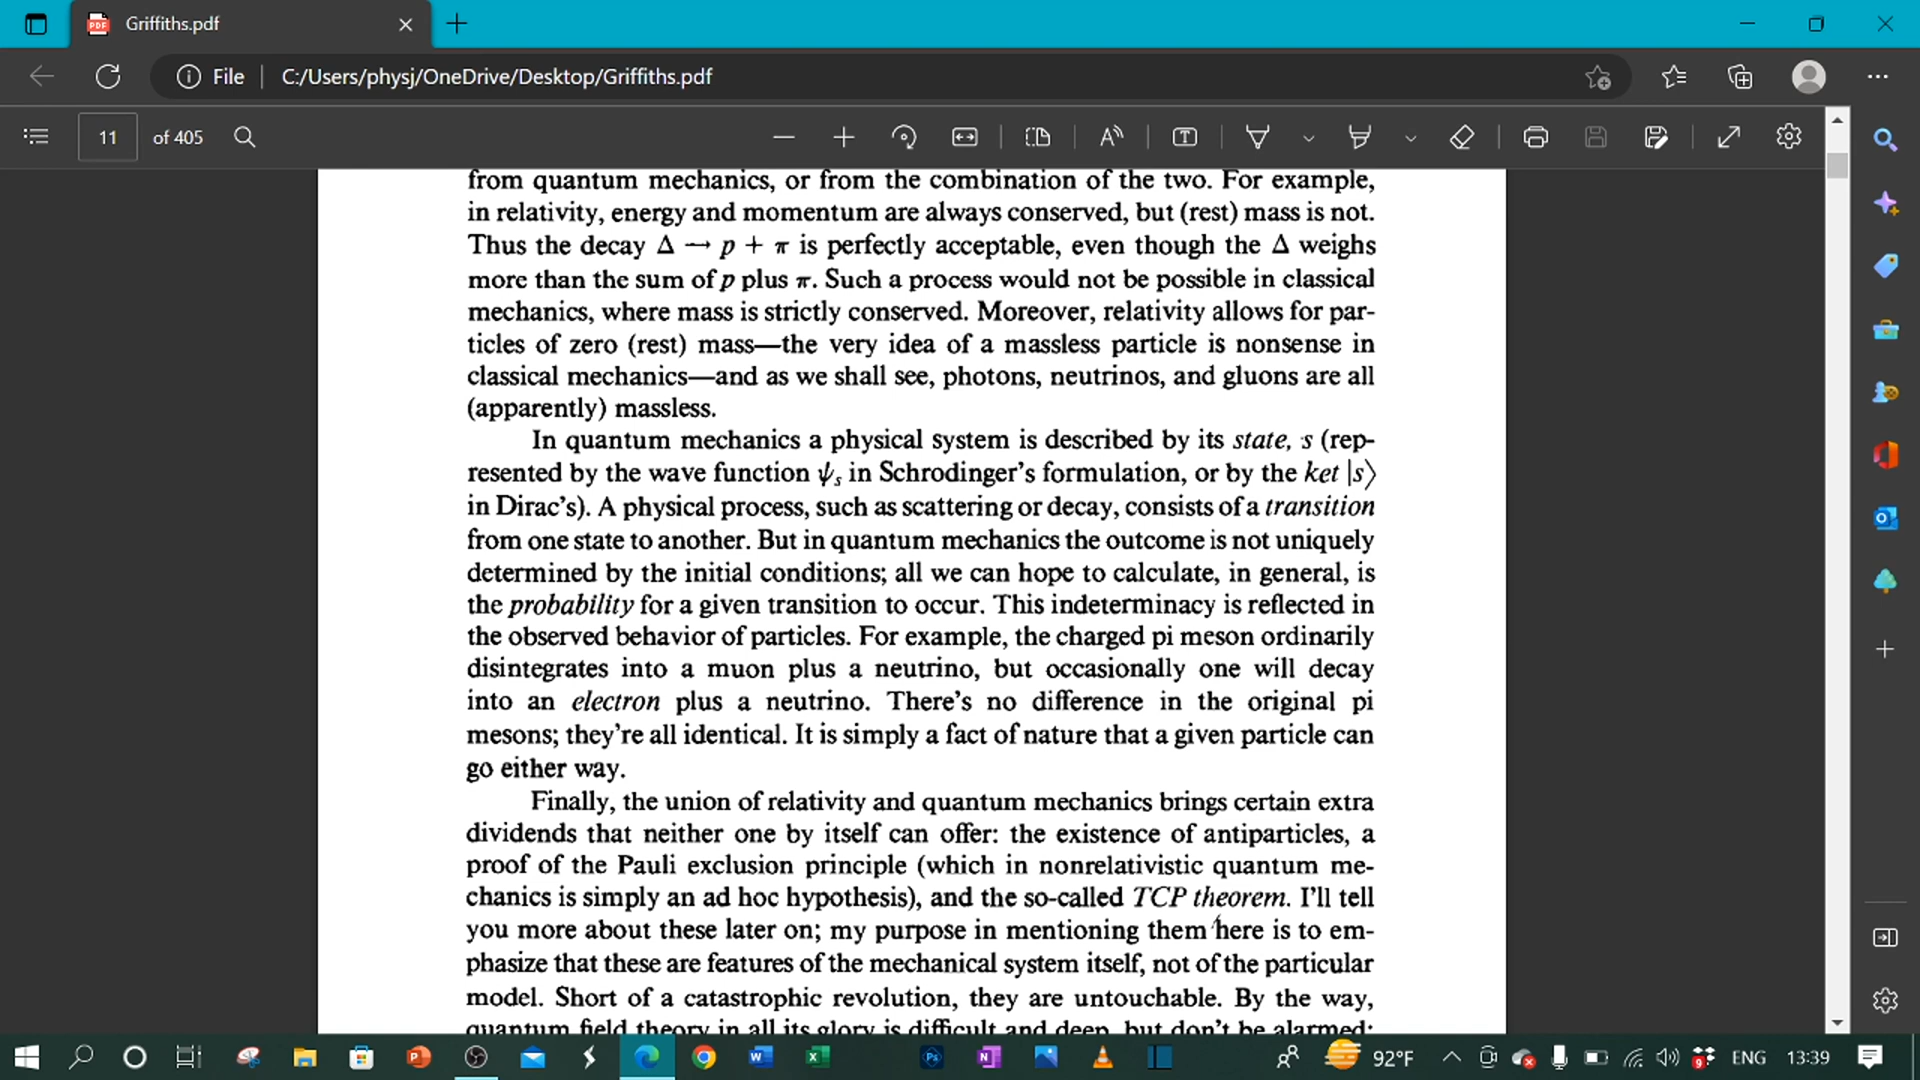 Griffiths.pdf
File
C:/Users/physj/OneDrive/Desktop/Griffiths.pdf
11 of 405
from quantum mechanics, or from the combination of the two. For example,
in relativity, energy and momentum are always conserved, but (rest) mass is not.
Thus the decay Δ → p + π is perfectly acceptable, even though the Δ weighs
more than the sum of p plus π. Such a process would not be possible in classical
mechanics, where mass is strictly conserved. Moreover, relativity allows for par-
ticles of zero (rest) mass—the very idea of a massless particle is nonsense in
classical mechanics—and as we shall see, photons, neutrinos, and gluons are all
(apparently) massless.
In quantum mechanics a physical system is described by its state, s (rep-
resented by the wave function ψs in Schrodinger's formulation, or by the ket |s⟩
in Dirac's). A physical process, such as scattering or decay, consists of a transition
from one state to another. But in quantum mechanics the outcome is not uniquely
determined by the initial conditions; all we can hope to calculate, in general, is
the probability for a given transition to occur. This indeterminacy is reflected in
the observed behavior of particles. For example, the charged pi meson ordinarily
disintegrates into a muon plus a neutrino, but occasionally one will decay
into an electron plus a neutrino. There's no difference in the original pi
mesons; they're all identical. It is simply a fact of nature that a given particle can
go either way.
Finally, the union of relativity and quantum mechanics brings certain extra
dividends that neither one by itself can offer: the existence of antiparticles, a
proof of the Pauli exclusion principle (which in nonrelativistic quantum me-
chanics is simply an ad hoc hypothesis), and the so-called TCP theorem. I'll tell
you more about these later on; my purpose in mentioning them here is to em-
phasize that these are features of the mechanical system itself, not of the particular
model. Short of a catastrophic revolution, they are untouchable. By the way,
quantum field theory in all its glory is difficult and deep, but don't be alarmed:
92°F
ENG
13:39